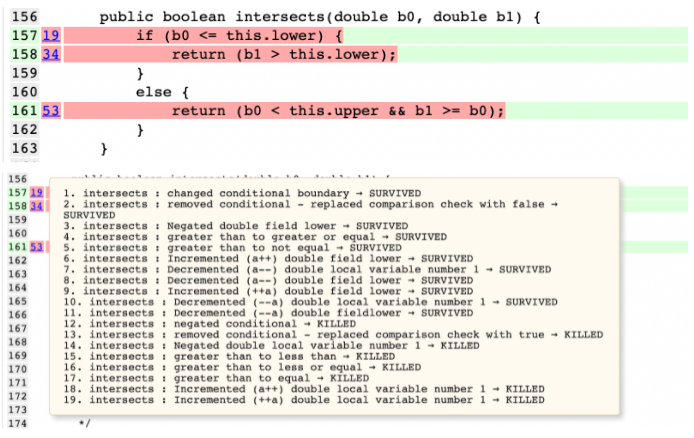 156 public boolean intersects(double b0, double b1) {
157 19 if (b0 <= this.lower) {
158 34 return (b1 > this.lower);
159 }
160 else {
161 53 return (b0 < this.upper && b1 >= b0);
162 }
163 }
156
157 19 1. intersects : changed conditional boundary → SURVIVED
158 34 2. intersects : removed conditional - replaced comparison check with false →
SURVIVED
159 3. intersects : Negated double field lower → SURVIVED
160 4. intersects : greater than to greater or equal → SURVIVED
161 53 5. intersects : greater than to not equal → SURVIVED
162 6. intersects : Incremented (a++) double field lower → SURVIVED
163 7. intersects : Decremented (a--) double local variable number 1 → SURVIVED
164 8. intersects : Decremented (a--) double field lower → SURVIVED
9. intersects : Incremented (++a) double field lower → SURVIVED
165 10. intersects : Decremented (--a) double local variable number 1 → SURVIVED
166 11. intersects : Decremented (--a) double fieldlower → SURVIVED
167 12. intersects : negated conditional → KILLED
168 13. intersects : removed conditional - replaced comparison check with true → KILLED
169 14. intersects : Negated double local variable number 1 → KILLED
170 15. intersects : greater than to less than → KILLED
16. intersects : greater than to less or equal → KILLED
171 17. intersects : greater than to equal → KILLED
172 18. intersects : Incremented (a++) double local variable number 1 → KILLED
173 19. intersects : Incremented (++a) double local variable number 1 → KILLED
174 */